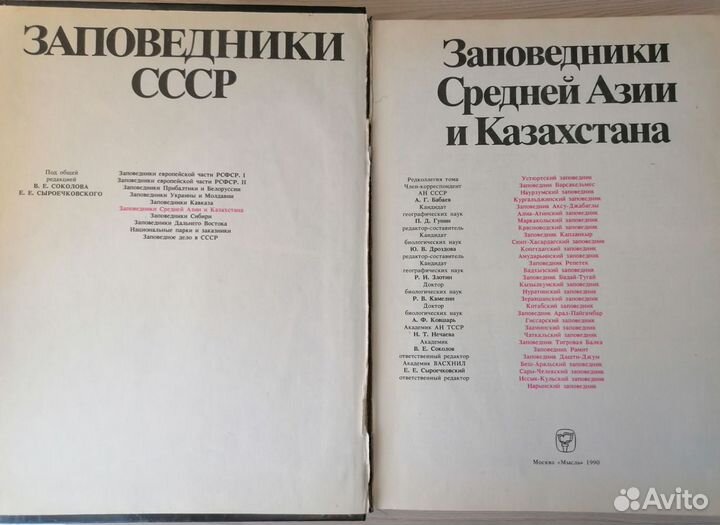 ЗАПОВЕДНИКИ
СССР
Под общей
редакцией
В. Е. СОКОЛОВА
Е. Е. СЫРОЕЧКОВСКОГО
Заповедники европейской части РСФСР, I
Заповедники европейской части РСФСР, II
Заповедники Прибалтики и Белоруссии
Заповедники Украины и Молдавии
Заповедники Кавказа
Заповедники Средней Азии и Казахстана
Заповедники Сибири
Заповедники Дальнего Востока
Национальные парки и заказники
Заповедное дело в СССР
Заповедники
Средней Азии
и Казахстана
Редколлегия тома
Член-корреспондент
АН СССР
А. Г. Бабаев
Кандидат
географических наук
П. Д. Гунин
редактор-составитель
Кандидат
биологических наук
Ю. В. Дроздова
редактор-составитель
Кандидат
географических наук
Р. И. Злотин
Доктор
биологических наук
Р. В. Камелин
Доктор
биологических наук
А. Ф. Ковшарь
Академик АН ТССР
Н. Т. Нечаева
Академик
В. Е. Соколов
ответственный редактор
Академик ВАСХНИЛ
Е. Е. Сыроечковский
ответственный редактор
Устюртский заповедник
Заповедник Барсакельмес
Наурзумский заповедник
Кургальджинский заповедник
Заповедник Аксу-Джабаглы
Алма-Атинский заповедник
Маркакольский заповедник
Красноводский заповедник
Заповедник Капланкыр
Сюнт-Хасардагский заповедник
Копетдагский заповедник
Амударьинский заповедник
Заповедник Репетек
Бадхызский заповедник
Заповедник Бадай-Тугай
Кызылкумский заповедник
Нуратинский заповедник
Зеравшанский заповедник
Китабский заповедник
Заповедник Арал-Пайгамбар
Гиссарский заповедник
Зааминский заповедник
Чаткальский заповедник
Заповедник Тигровая Балка
Заповедник Рамит
Заповедник Дашти-Джум
Беш-Аральский заповедник
Сары-Челекский заповедник
Иссык-Кульский заповедник
Нарынский заповедник
Москва «Мысль» 1990
Avito